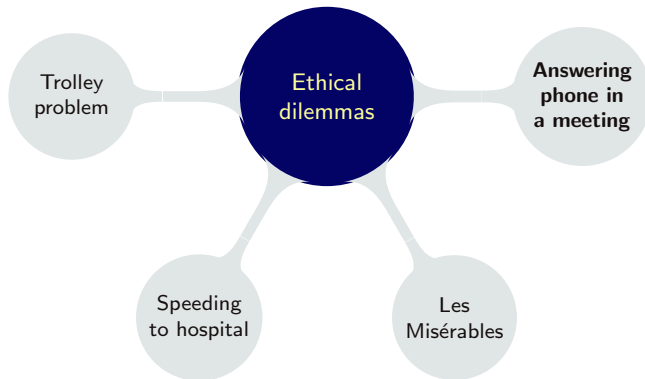 Ethical
dilemmas
Trolley
problem
Speeding
to hospital
Les
Misérables
Answering
phone in
a meeting